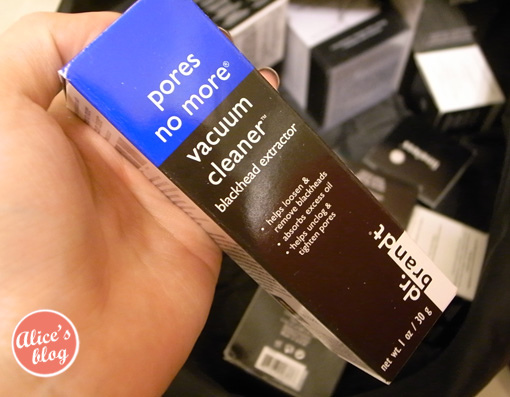 pores
no more®
vacuum
cleaner™
blackhead extractor
• helps loosen &
remove blackheads
• absorbs excess oil
• helps unclog &
tighten pores
dr.
brandt®
net wt. 1 oz / 30 g
Alice's
blog